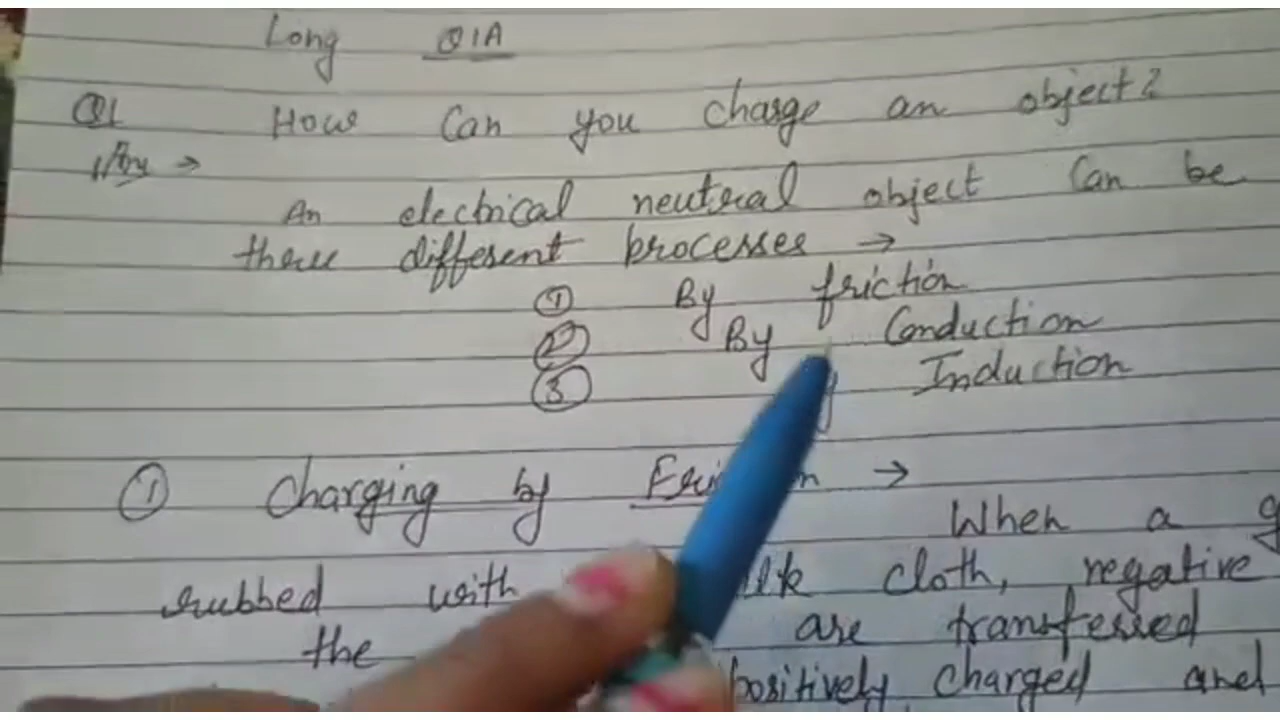 Long Q1A
Q1 How Can you charge an object?
Ans →
An electrical neutral object Can be
three different processes →
① By friction
② By Conduction
③ Induction
① Charging by →
When a
rubbed with cloth, negative
the are transferred
positively charged and